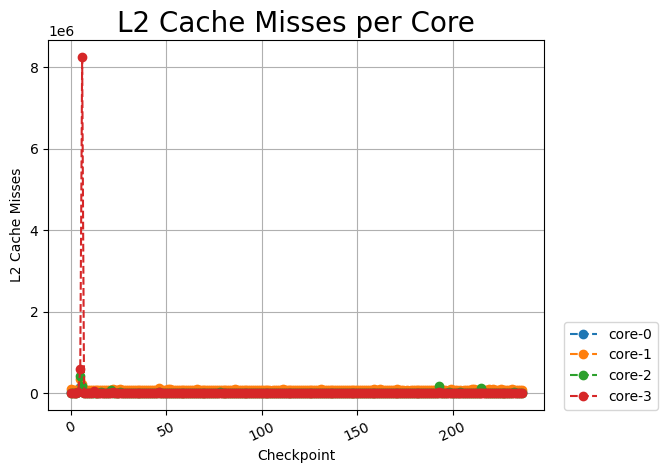 L2 Cache Misses per Core
1e6
8
6
4
2
0
L2 Cache Misses
0
50
100
150
200
Checkpoint
core-0
core-1
core-2
core-3